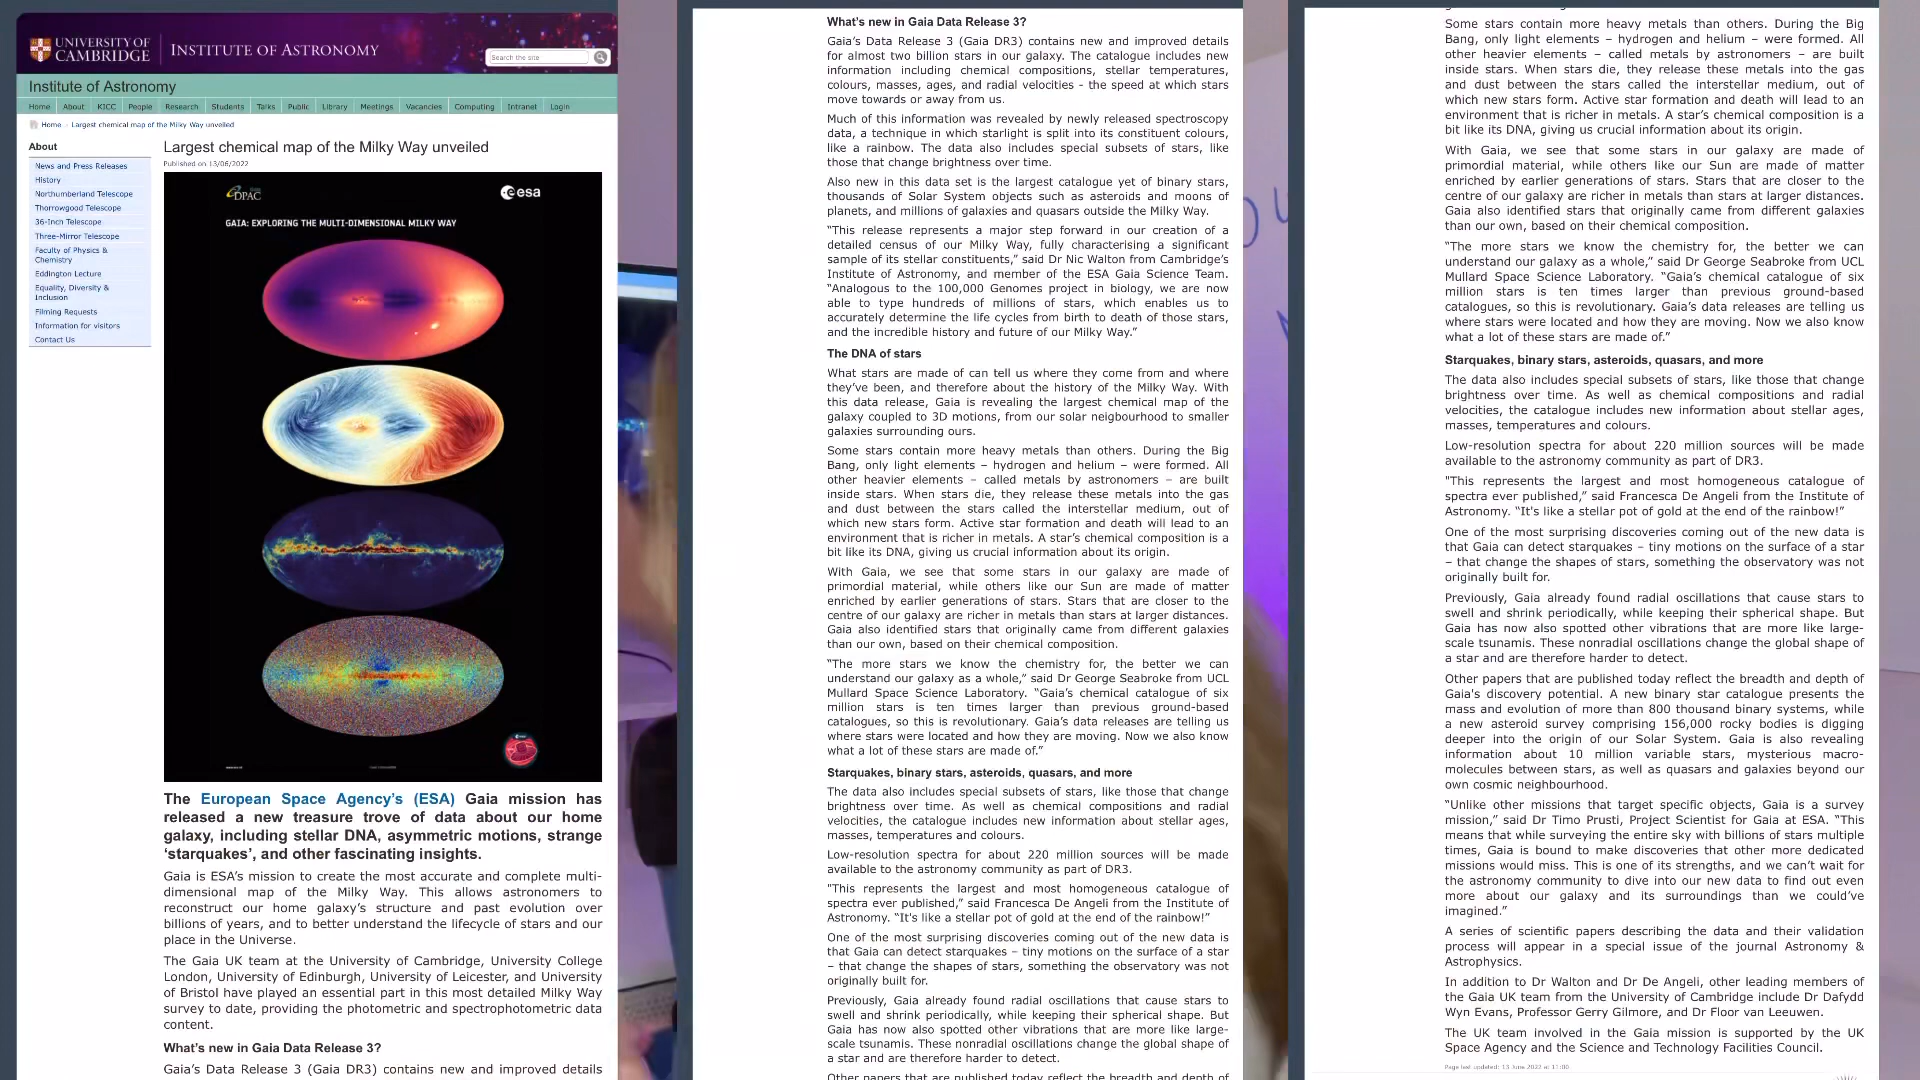 UNIVERSITY OF
CAMBRIDGE
INSTITUTE OF ASTRONOMY
Search the site
Institute of Astronomy
Home About KICC People Research Students Talks Public Library Meetings Vacancies Computing Intranet Login
Home › Largest chemical map of the Milky Way unveiled
About
News and Press Releases
History
Northumberland Telescope
Thorrowgood Telescope
36-Inch Telescope
Three-Mirror Telescope
Faculty of Physics &
Chemistry
Eddington Lecture
Equality, Diversity &
Inclusion
Filming Requests
Information for visitors
Contact Us
Largest chemical map of the Milky Way unveiled
Published on 13/06/2022
DPAC
esa
GAIA: EXPLORING THE MULTI-DIMENSIONAL MILKY WAY
The European Space Agency's (ESA) Gaia mission has
released a new treasure trove of data about our home
galaxy, including stellar DNA, asymmetric motions, strange
‘starquakes’, and other fascinating insights.
Gaia is ESA’s mission to create the most accurate and complete multi-
dimensional map of the Milky Way. This allows astronomers to
reconstruct our home galaxy’s structure and past evolution over
billions of years, and to better understand the lifecycle of stars and our
place in the Universe.
The Gaia UK team at the University of Cambridge, University College
London, University of Edinburgh, University of Leicester, and University
of Bristol have played an essential part in this most detailed Milky Way
survey to date, providing the photometric and spectrophotometric data
content.
What’s new in Gaia Data Release 3?
Gaia’s Data Release 3 (Gaia DR3) contains new and improved details
What’s new in Gaia Data Release 3?
Gaia’s Data Release 3 (Gaia DR3) contains new and improved details
for almost two billion stars in our galaxy. The catalogue includes new
information including chemical compositions, stellar temperatures,
colours, masses, ages, and radial velocities - the speed at which stars
move towards or away from us.
Much of this information was revealed by newly released spectroscopy
data, a technique in which starlight is split into its constituent colours,
like a rainbow. The data also includes special subsets of stars, like
those that change brightness over time.
Also new in this data set is the largest catalogue yet of binary stars,
thousands of Solar System objects such as asteroids and moons of
planets, and millions of galaxies and quasars outside the Milky Way.
“This release represents a major step forward in our creation of a
detailed census of our Milky Way, fully characterising a significant
sample of its stellar constituents,” said Dr Nic Walton from Cambridge’s
Institute of Astronomy, and member of the ESA Gaia Science Team.
“Analogous to the 100,000 Genomes project in biology, we are now
able to type hundreds of millions of stars, which enables us to
accurately determine the life cycles from birth to death of those stars,
and the incredible history and future of our Milky Way.”
The DNA of stars
What stars are made of can tell us where they come from and where
they’ve been, and therefore about the history of the Milky Way. With
this data release, Gaia is revealing the largest chemical map of the
galaxy coupled to 3D motions, from our solar neigbourhood to smaller
galaxies surrounding ours.
Some stars contain more heavy metals than others. During the Big
Bang, only light elements – hydrogen and helium – were formed. All
other heavier elements – called metals by astronomers – are built
inside stars. When stars die, they release these metals into the gas
and dust between the stars called the interstellar medium, out of
which new stars form. Active star formation and death will lead to an
environment that is richer in metals. A star’s chemical composition is a
bit like its DNA, giving us crucial information about its origin.
With Gaia, we see that some stars in our galaxy are made of
primordial material, while others like our Sun are made of matter
enriched by earlier generations of stars. Stars that are closer to the
centre of our galaxy are richer in metals than stars at larger distances.
Gaia also identified stars that originally came from different galaxies
than our own, based on their chemical composition.
“The more stars we know the chemistry for, the better we can
understand our galaxy as a whole,” said Dr George Seabroke from UCL
Mullard Space Science Laboratory. “Gaia’s chemical catalogue of six
million stars is ten times larger than previous ground-based
catalogues, so this is revolutionary. Gaia’s data releases are telling us
where stars were located and how they are moving. Now we also know
what a lot of these stars are made of.”
Starquakes, binary stars, asteroids, quasars, and more
The data also includes special subsets of stars, like those that change
brightness over time. As well as chemical compositions and radial
velocities, the catalogue includes new information about stellar ages,
masses, temperatures and colours.
Low-resolution spectra for about 220 million sources will be made
available to the astronomy community as part of DR3.
"This represents the largest and most homogeneous catalogue of
spectra ever published,” said Francesca De Angeli from the Institute of
Astronomy. “It's like a stellar pot of gold at the end of the rainbow!”
One of the most surprising discoveries coming out of the new data is
that Gaia can detect starquakes – tiny motions on the surface of a star
– that change the shapes of stars, something the observatory was not
originally built for.
Previously, Gaia already found radial oscillations that cause stars to
swell and shrink periodically, while keeping their spherical shape. But
Gaia has now also spotted other vibrations that are more like large-
scale tsunamis. These nonradial oscillations change the global shape of
a star and are therefore harder to detect.
Other papers that are published today reflect the breadth and depth of
Some stars contain more heavy metals than others. During the Big
Bang, only light elements – hydrogen and helium – were formed. All
other heavier elements – called metals by astronomers – are built
inside stars. When stars die, they release these metals into the gas
and dust between the stars called the interstellar medium, out of
which new stars form. Active star formation and death will lead to an
environment that is richer in metals. A star’s chemical composition is a
bit like its DNA, giving us crucial information about its origin.
With Gaia, we see that some stars in our galaxy are made of
primordial material, while others like our Sun are made of matter
enriched by earlier generations of stars. Stars that are closer to the
centre of our galaxy are richer in metals than stars at larger distances.
Gaia also identified stars that originally came from different galaxies
than our own, based on their chemical composition.
“The more stars we know the chemistry for, the better we can
understand our galaxy as a whole,” said Dr George Seabroke from UCL
Mullard Space Science Laboratory. “Gaia’s chemical catalogue of six
million stars is ten times larger than previous ground-based
catalogues, so this is revolutionary. Gaia’s data releases are telling us
where stars were located and how they are moving. Now we also know
what a lot of these stars are made of.”
Starquakes, binary stars, asteroids, quasars, and more
The data also includes special subsets of stars, like those that change
brightness over time. As well as chemical compositions and radial
velocities, the catalogue includes new information about stellar ages,
masses, temperatures and colours.
Low-resolution spectra for about 220 million sources will be made
available to the astronomy community as part of DR3.
"This represents the largest and most homogeneous catalogue of
spectra ever published,” said Francesca De Angeli from the Institute of
Astronomy. “It's like a stellar pot of gold at the end of the rainbow!”
One of the most surprising discoveries coming out of the new data is
that Gaia can detect starquakes – tiny motions on the surface of a star
– that change the shapes of stars, something the observatory was not
originally built for.
Previously, Gaia already found radial oscillations that cause stars to
swell and shrink periodically, while keeping their spherical shape. But
Gaia has now also spotted other vibrations that are more like large-
scale tsunamis. These nonradial oscillations change the global shape of
a star and are therefore harder to detect.
Other papers that are published today reflect the breadth and depth of
Gaia's discovery potential. A new binary star catalogue presents the
mass and evolution of more than 800 thousand binary systems, while
a new asteroid survey comprising 156,000 rocky bodies is digging
deeper into the origin of our Solar System. Gaia is also revealing
information about 10 million variable stars, mysterious macro-
molecules between stars, as well as quasars and galaxies beyond our
own cosmic neighbourhood.
“Unlike other missions that target specific objects, Gaia is a survey
mission,” said Dr Timo Prusti, Project Scientist for Gaia at ESA. “This
means that while surveying the entire sky with billions of stars multiple
times, Gaia is bound to make discoveries that other more dedicated
missions would miss. This is one of its strengths, and we can’t wait for
the astronomy community to dive into our new data to find out even
more about our galaxy and its surroundings than we could’ve
imagined.”
A series of scientific papers describing the data and their validation
process will appear in a special issue of the journal Astronomy &
Astrophysics.
In addition to Dr Walton and Dr De Angeli, other leading members of
the Gaia UK team from the University of Cambridge include Dr Dafydd
Wyn Evans, Professor Gerry Gilmore, and Dr Floor van Leeuwen.
The UK team involved in the Gaia mission is supported by the UK
Space Agency and the Science and Technology Facilities Council.
Page last updated: 13 June 2022 at 11:00